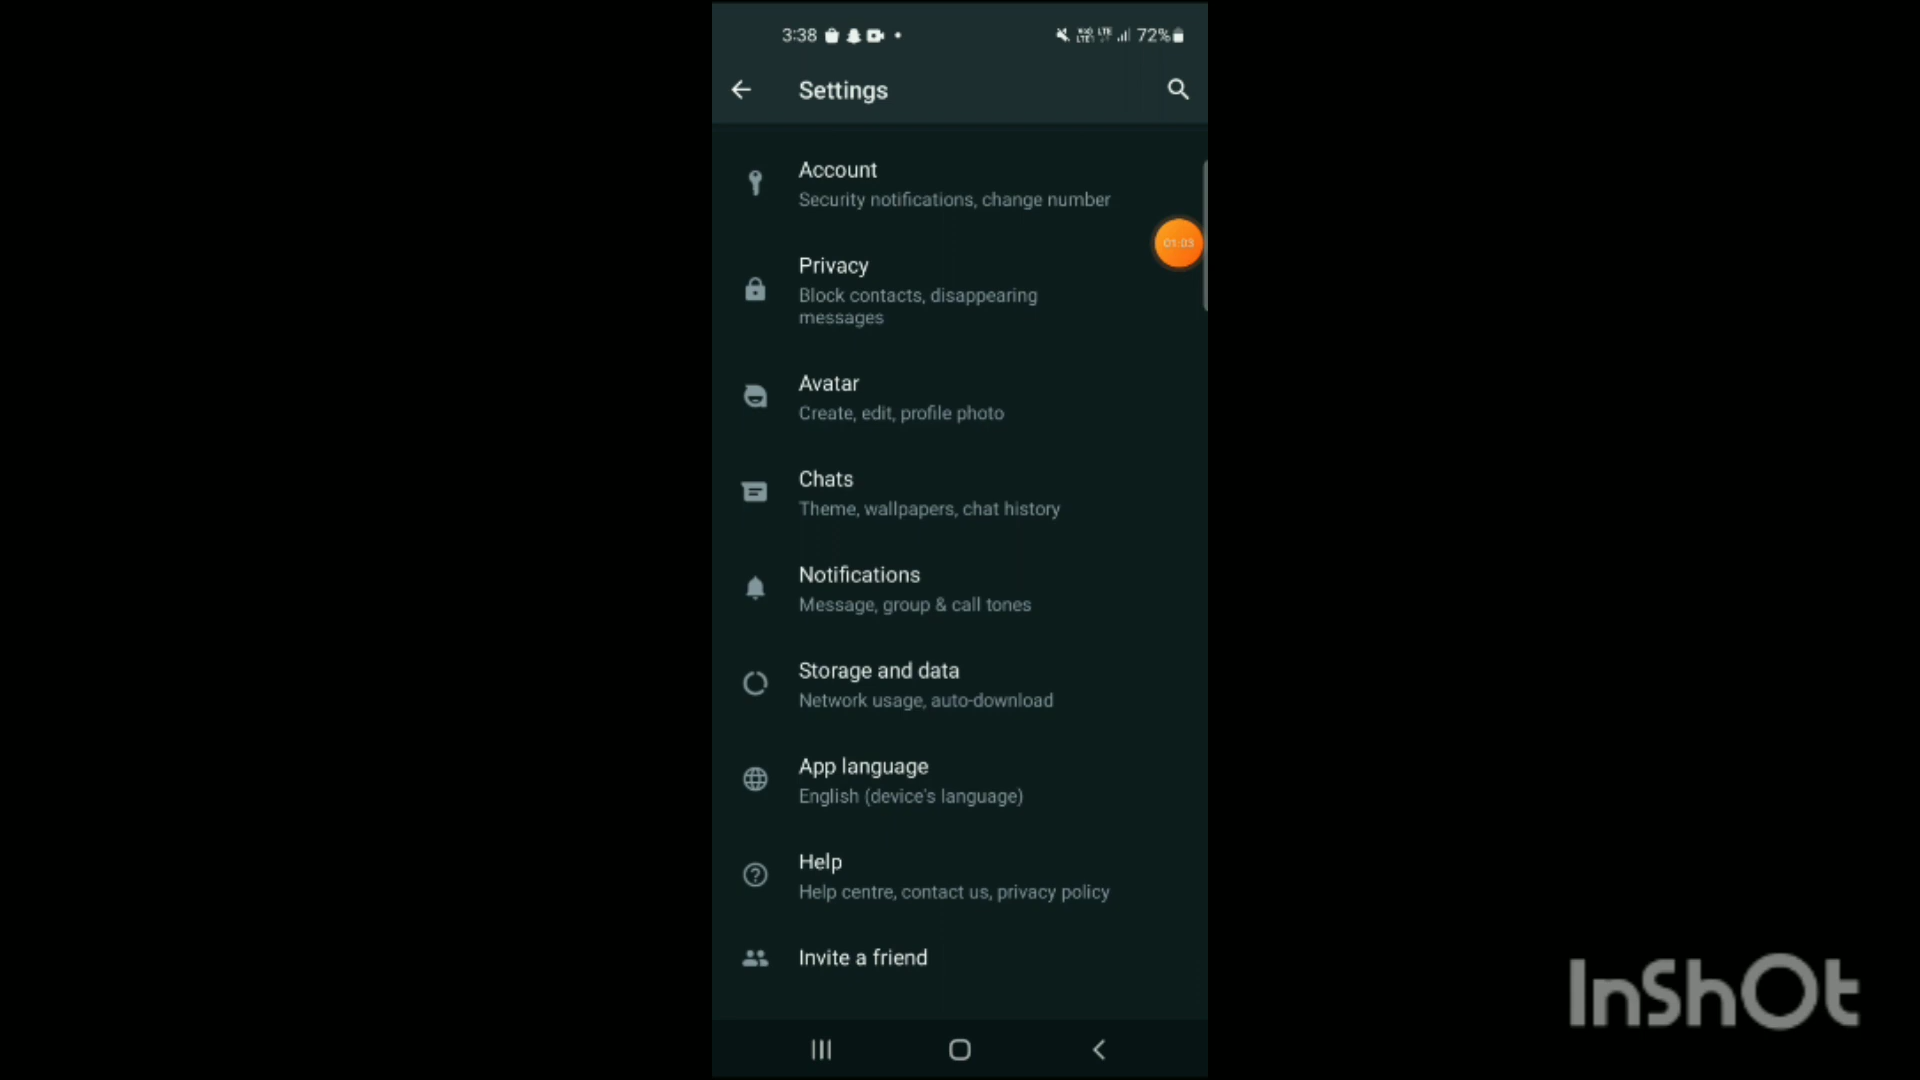 3:38
72%
Settings
Account
Security notifications, change number
01:03
Privacy
Block contacts, disappearing
messages
Avatar
Create, edit, profile photo
Chats
Theme, wallpapers, chat history
Notifications
Message, group & call tones
Storage and data
Network usage, auto-download
App language
English (device's language)
Help
Help centre, contact us, privacy policy
Invite a friend
InShOt